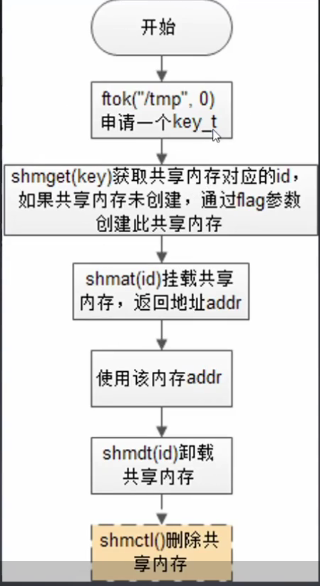 开始
ftok("/tmp", 0)
申请一个key_t
shmget(key)获取共享内存对应的id，
如果共享内存未创建，通过flag参数
创建此共享内存
shmat(id)挂载共享
内存，返回地址addr
使用该内存addr
shmdt(id)卸载
共享内存
shmctl()删除共
享内存